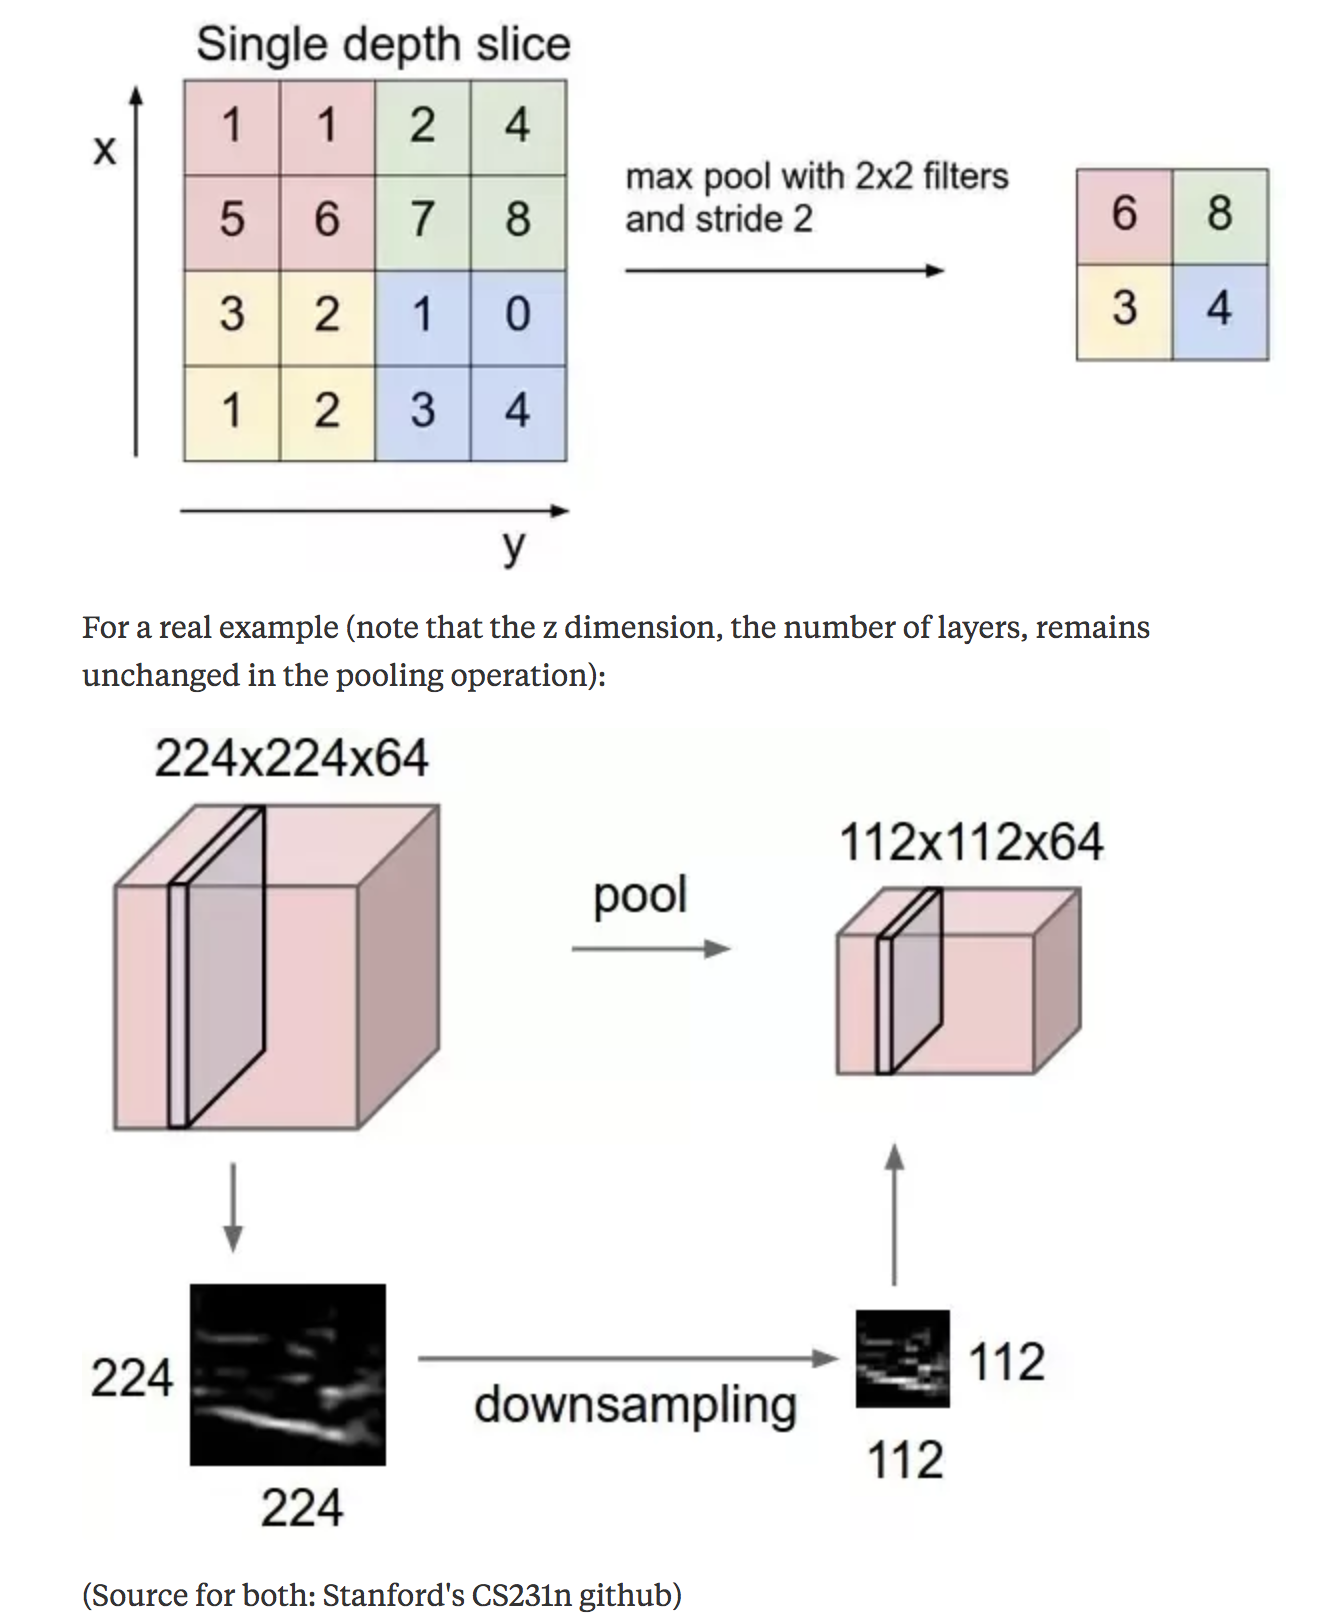 Single depth slice
x
1 1 2 4
5 6 7 8
3 2 1 0
1 2 3 4
y
max pool with 2x2 filters
and stride 2
6 8
3 4
For a real example (note that the z dimension, the number of layers, remains
unchanged in the pooling operation):
224x224x64
pool
112x112x64
224
224
downsampling
112
112
(Source for both: Stanford's CS231n github)